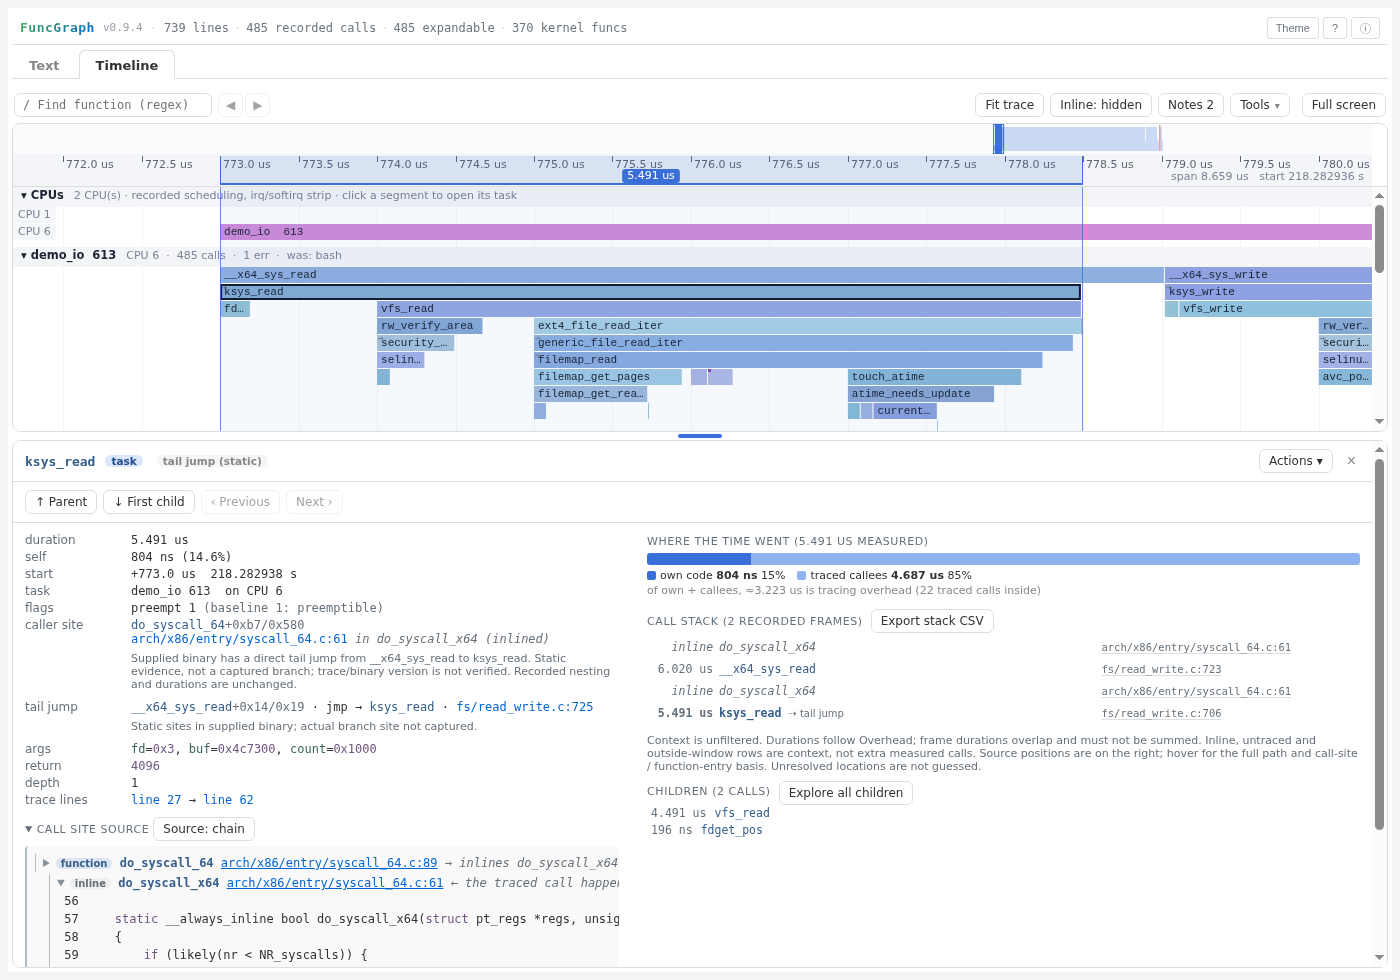 FuncGraph v0.9.4 · 739 lines · 485 recorded calls · 485 expandable · 370 kernel funcs
Theme ? ⓘ
Text Timeline
/ Find function (regex) ◀ ▶ Fit trace Inline: hidden Notes 2 Tools ▾ Full screen
772.0 us 772.5 us 773.0 us 773.5 us 774.0 us 774.5 us 775.0 us 775.5 us 776.0 us 776.5 us 777.0 us 777.5 us 778.0 us 778.5 us 779.0 us 779.5 us 780.0 us
5.491 us span 8.659 us start 218.282936 s
▾ CPUs 2 CPU(s) · recorded scheduling, irq/softirq strip · click a segment to open its task
CPU 1
CPU 6 demo_io 613
▾ demo_io 613 CPU 6 · 485 calls · 1 err · was: bash
__x64_sys_read __x64_sys_write
ksys_read ksys_write
fd… vfs_read vfs_write
rw_verify_area ext4_file_read_iter rw_ver…
security_… generic_file_read_iter securi…
selin… filemap_read selinu…
filemap_get_pages touch_atime avc_po…
filemap_get_rea… atime_needs_update
current…
ksys_read task tail jump (static) Actions ▾ ×
↑ Parent ↓ First child ‹ Previous Next ›
duration 5.491 us
self 804 ns (14.6%)
start +773.0 us 218.282938 s
task demo_io 613 on CPU 6
flags preempt 1 (baseline 1: preemptible)
caller site do_syscall_64+0xb7/0x580
arch/x86/entry/syscall_64.c:61 in do_syscall_x64 (inlined)
Supplied binary has a direct tail jump from __x64_sys_read to ksys_read. Static
evidence, not a captured branch; trace/binary version is not verified. Recorded nesting
and durations are unchanged.
tail jump __x64_sys_read+0x14/0x19 · jmp → ksys_read · fs/read_write.c:725
Static sites in supplied binary; actual branch site not captured.
args fd=0x3, buf=0x4c7300, count=0x1000
return 4096
depth 1
trace lines line 27 → line 62
▼ CALL SITE SOURCE Source: chain
▶ function do_syscall_64 arch/x86/entry/syscall_64.c:89 → inlines do_syscall_x64
▼ inline do_syscall_x64 arch/x86/entry/syscall_64.c:61 ← the traced call happen
56
57 static __always_inline bool do_syscall_x64(struct pt_regs *regs, unsig
58 {
59 if (likely(nr < NR_syscalls)) {
WHERE THE TIME WENT (5.491 US MEASURED)
own code 804 ns 15% traced callees 4.687 us 85%
of own + callees, ≈3.223 us is tracing overhead (22 traced calls inside)
CALL STACK (2 RECORDED FRAMES) Export stack CSV
inline do_syscall_x64 arch/x86/entry/syscall_64.c:61
6.020 us __x64_sys_read fs/read_write.c:723
inline do_syscall_x64 arch/x86/entry/syscall_64.c:61
5.491 us ksys_read ⇢ tail jump fs/read_write.c:706
Context is unfiltered. Durations follow Overhead; frame durations overlap and must not be summed. Inline, untraced and
outside-window rows are context, not extra measured calls. Source positions are on the right; hover for the full path and call-site
/ function-entry basis. Unresolved locations are not guessed.
CHILDREN (2 CALLS) Explore all children
4.491 us vfs_read
196 ns fdget_pos